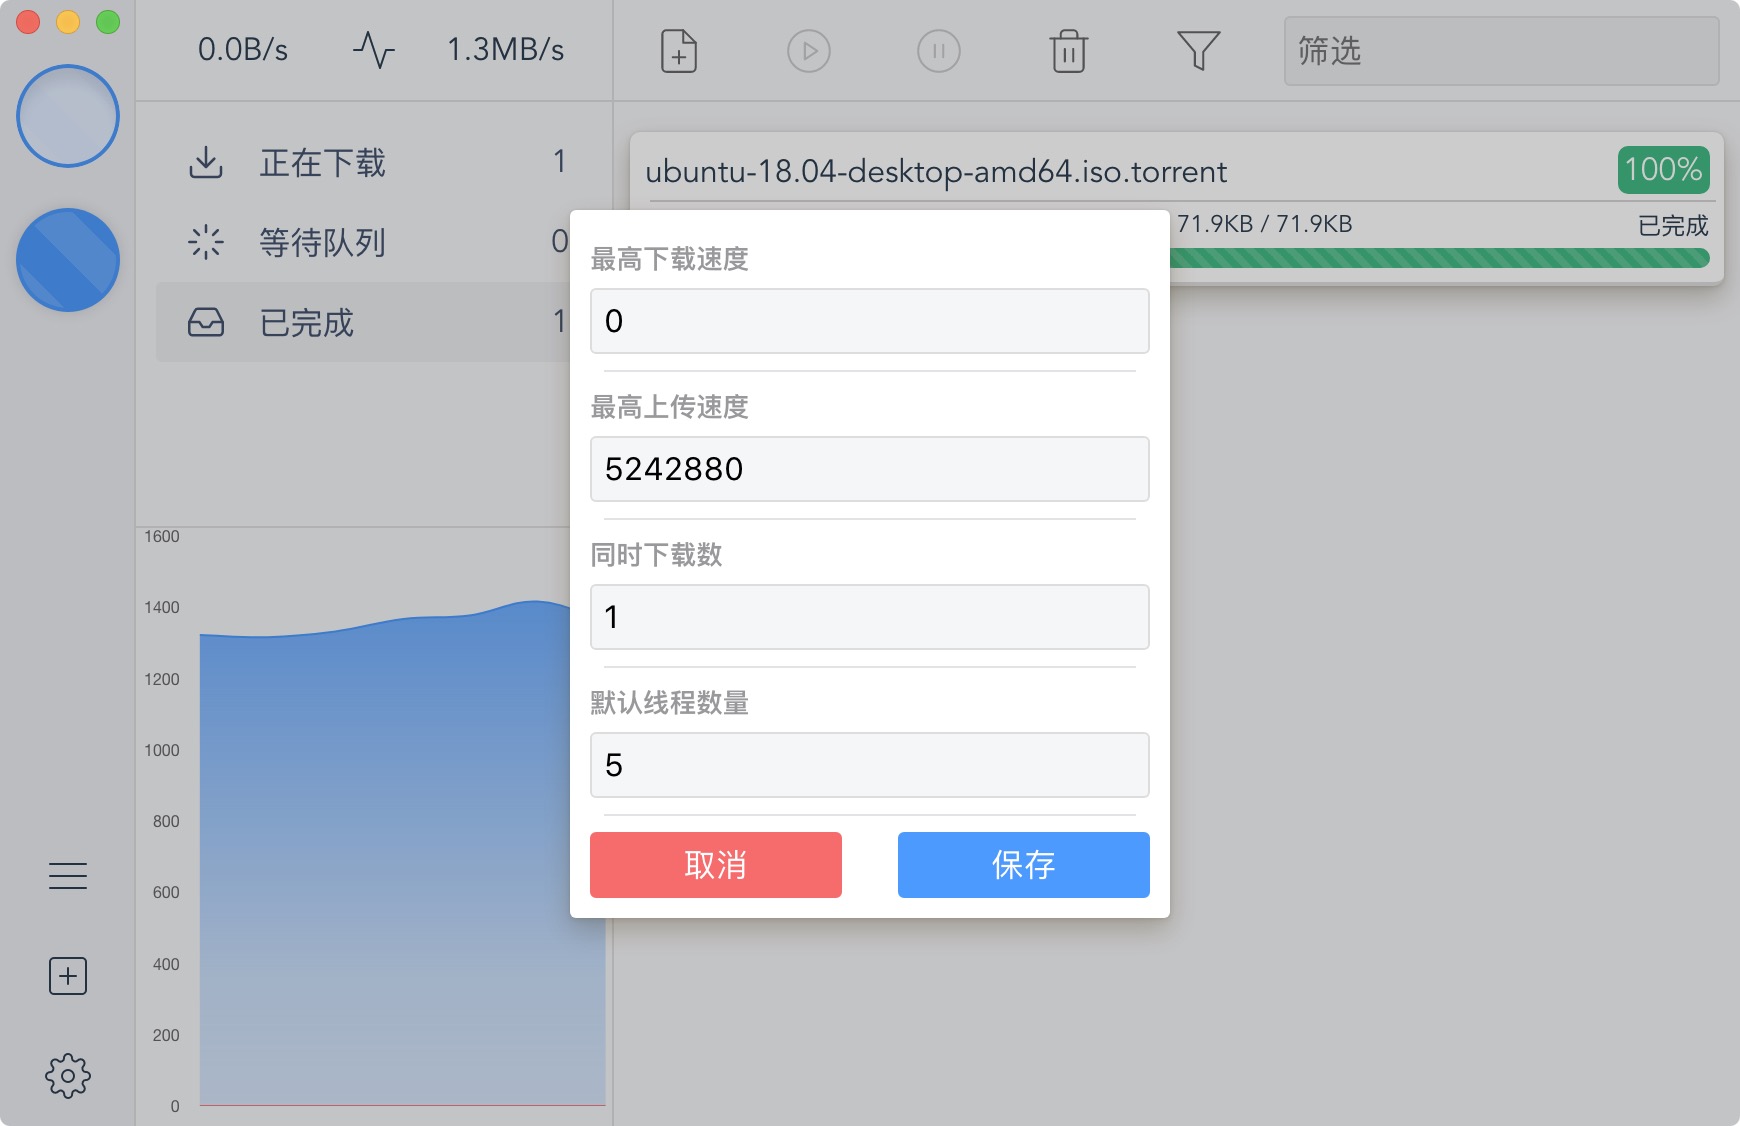 0.0B/s
1.3MB/s
筛选
正在下载 1
等待队列 0
已完成 1
ubuntu-18.04-desktop-amd64.iso.torrent
100%
71.9KB / 71.9KB
已完成
最高下载速度
0
最高上传速度
5242880
同时下载数
1
默认线程数量
5
取消
保存
1600
1400
1200
1000
800
600
400
200
0